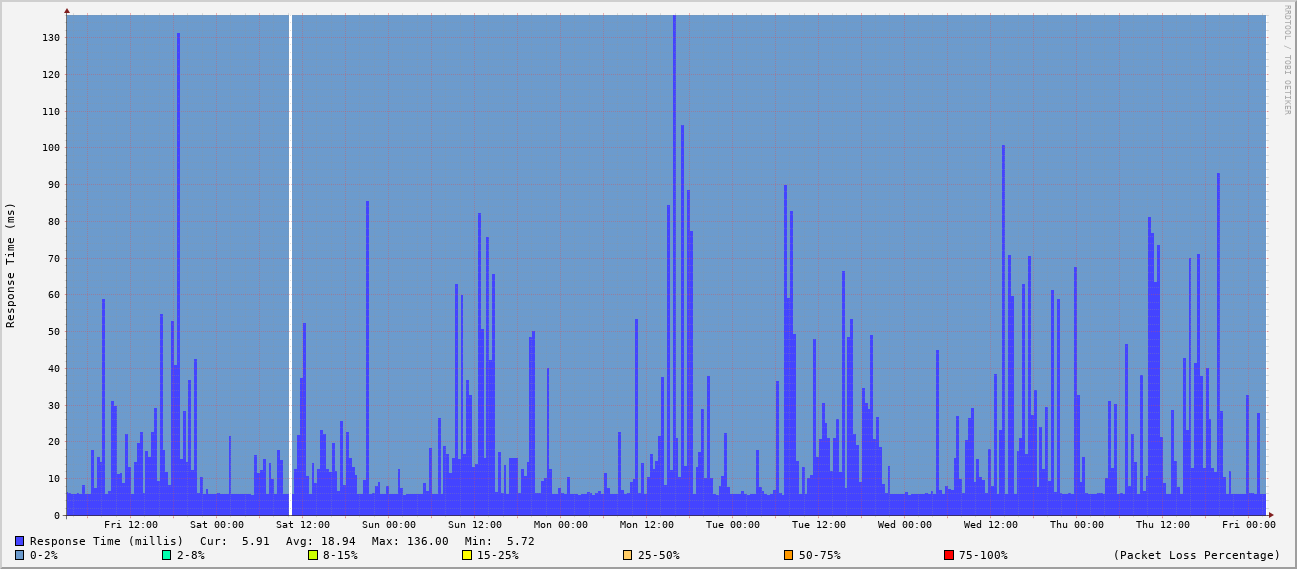 RRDTOOL / TOBI OETIKER
Response Time (ms)
130
120
110
100
90
80
70
60
50
40
30
20
10
0
Fri 12:00 Sat 00:00 Sat 12:00 Sun 00:00 Sun 12:00 Mon 00:00 Mon 12:00 Tue 00:00 Tue 12:00 Wed 00:00 Wed 12:00 Thu 00:00 Thu 12:00 Fri 00:00
Response Time (millis) Cur: 5.91 Avg: 18.94 Max: 136.00 Min: 5.72
0-2% 2-8% 8-15% 15-25% 25-50% 50-75% 75-100% (Packet Loss Percentage)